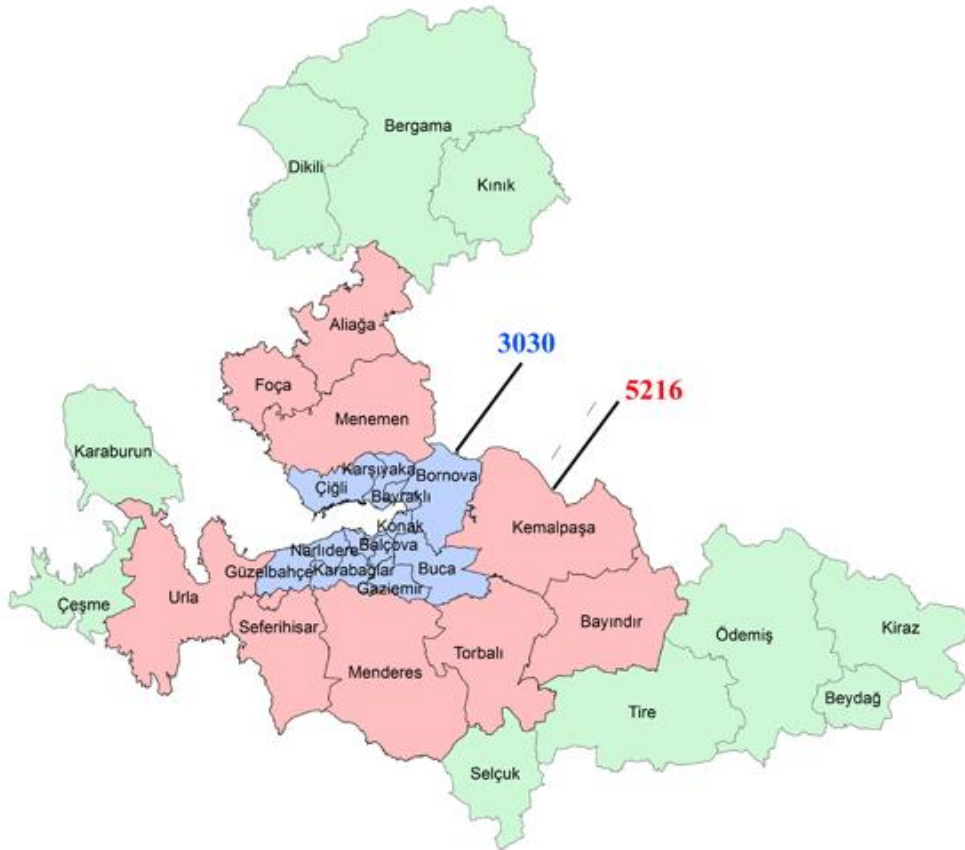 Bergama
Dikili
Kınık
Aliağa
3030
Foça
5216
Menemen
Karaburun
Karşıyaka
Bornova
Çiğli
Bayraklı
Konak
Kemalpaşa
Balçova
Narlıdere
Güzelbahçe
Karabağlar
Buca
Gaziemir
Çeşme
Urla
Seferihisar
Bayındır
Ödemiş
Kiraz
Torbalı
Menderes
Beydağ
Tire
Selçuk